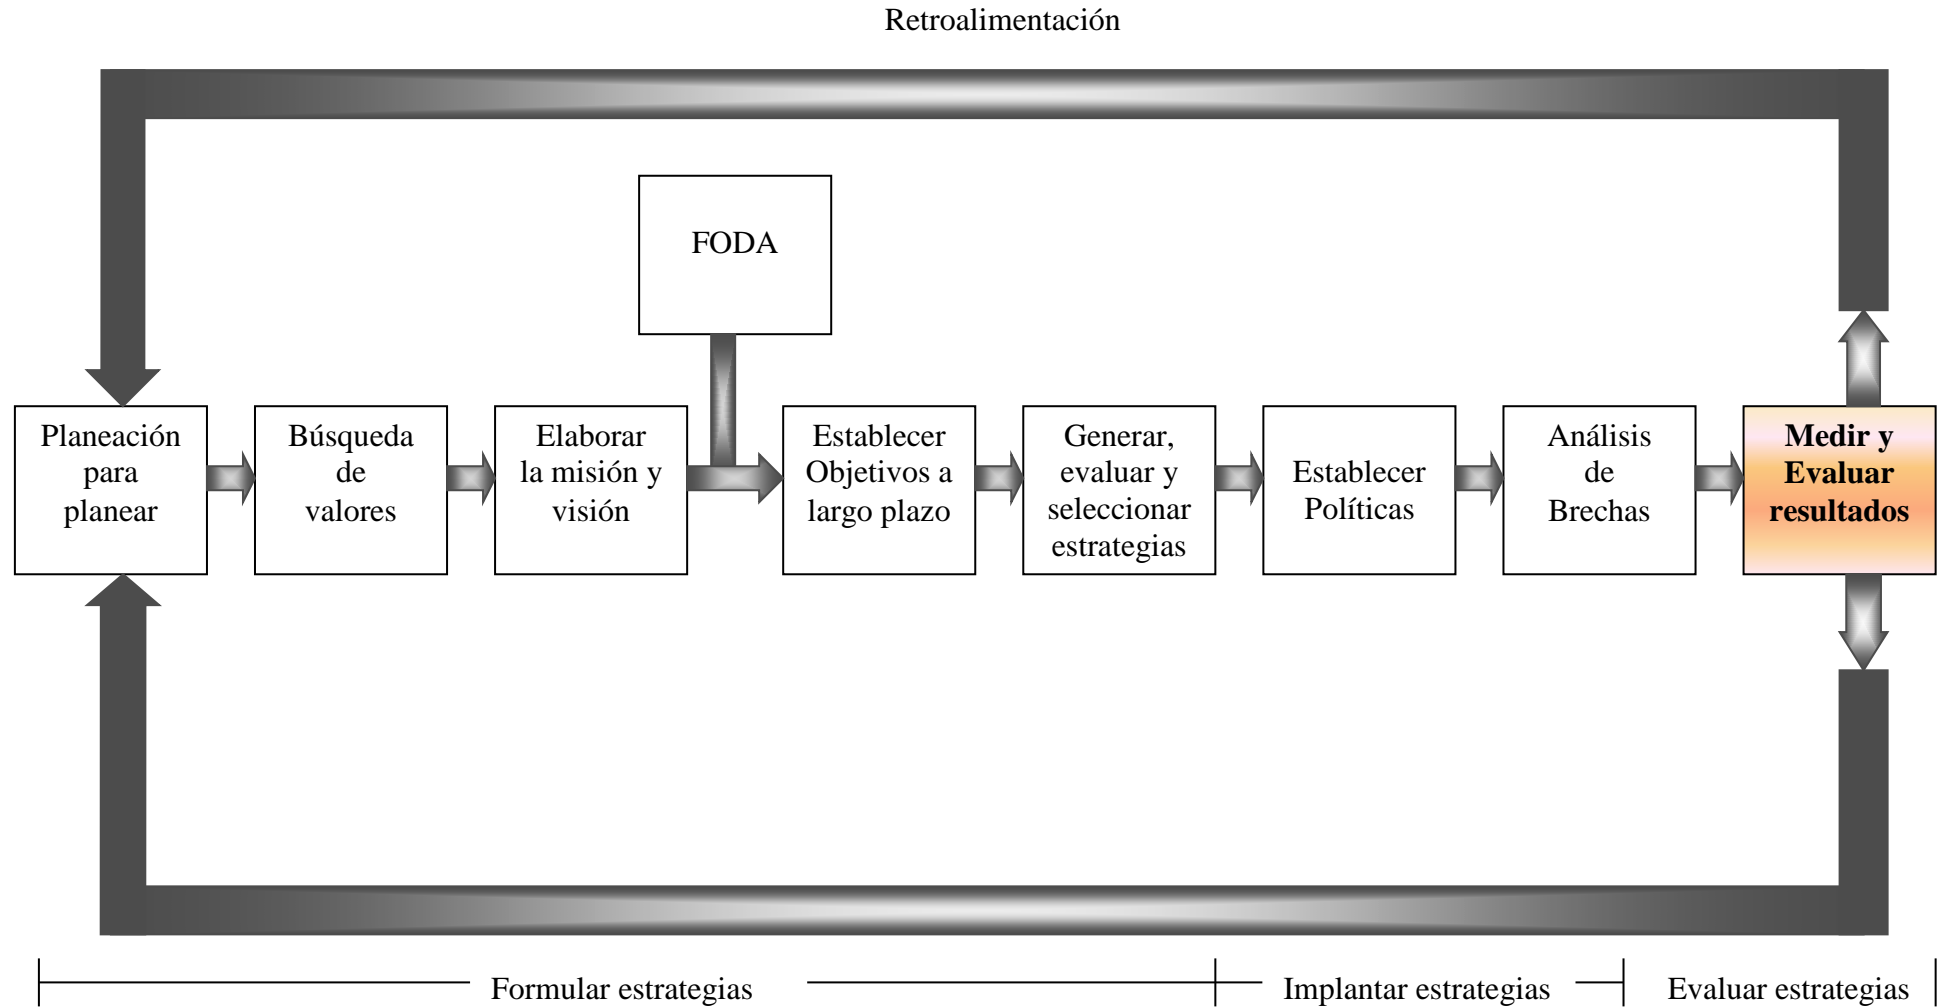 Retroalimentación
FODA
Planeación
para
planear
Búsqueda
de
valores
Elaborar
la misión y
visión
Establecer
Objetivos a
largo plazo
Generar,
evaluar y
seleccionar
estrategias
Establecer
Políticas
Análisis
de
Brechas
Medir y
Evaluar
resultados
Formular estrategias
Implantar estrategias
Evaluar estrategias